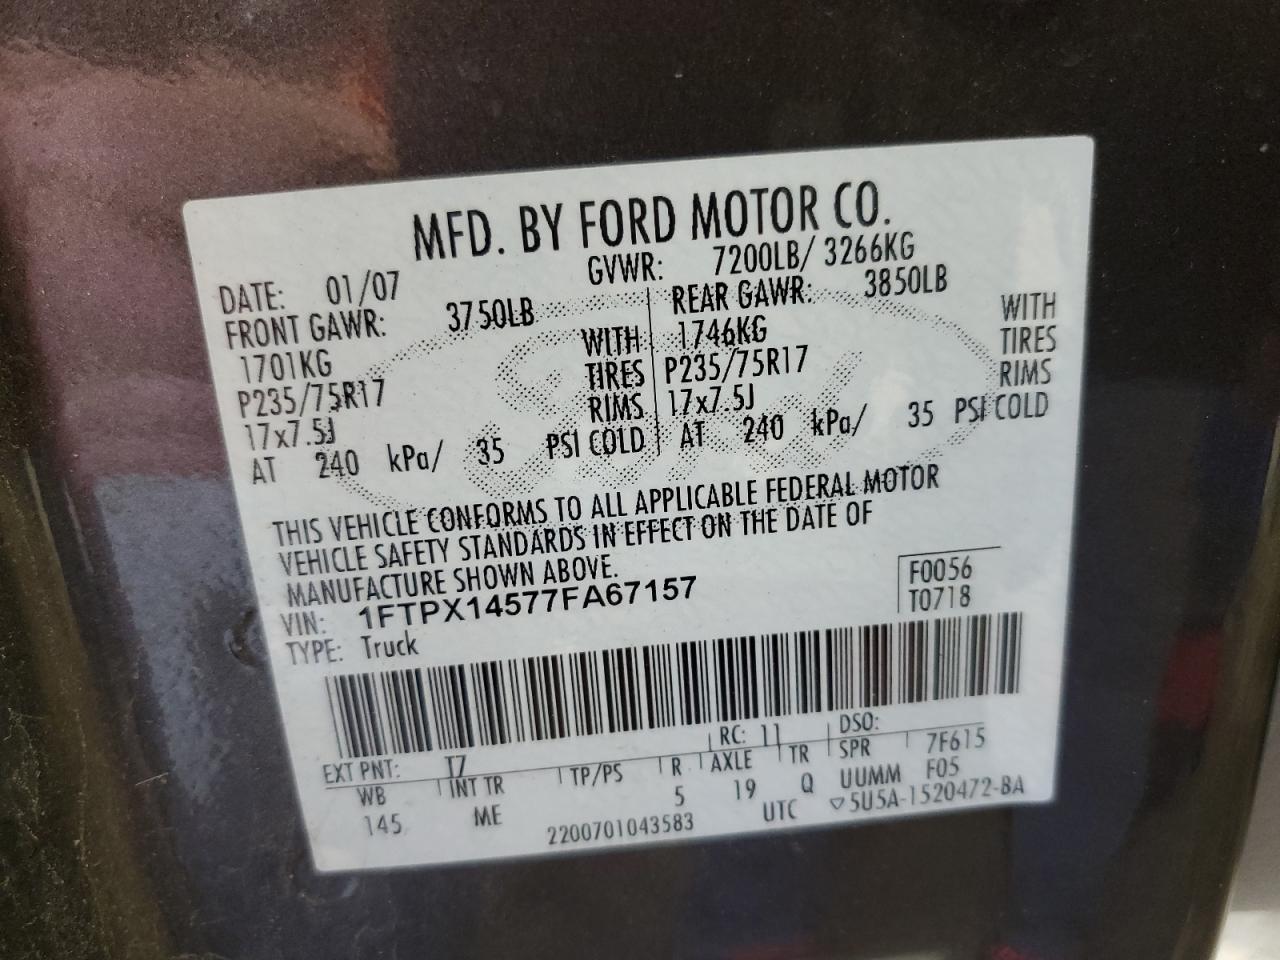 MFD. BY FORD MOTOR CO.
DATE: 01/07 GVWR: 7200LB/ 3266KG
FRONT GAWR: 3750LB REAR GAWR: 3850LB
1701KG WITH 1746KG WITH
P235/75R17 TIRES P235/75R17 TIRES
17x7.5J RIMS 17x7.5J RIMS
AT 240 kPa/ 35 PSI COLD AT 240 kPa/ 35 PSI COLD
THIS VEHICLE CONFORMS TO ALL APPLICABLE FEDERAL MOTOR
VEHICLE SAFETY STANDARDS IN EFFECT ON THE DATE OF
MANUFACTURE SHOWN ABOVE.
VIN: 1FTPX14577FA67157 F0056
TYPE: Truck T0718
EXT PNT: T7 RC: 11 DSO:
WB INT TR TP/PS R AXLE TR SPR 7F615
145 ME 5 19 Q UUMM F05
2200701043583 UTC ▽5U5A-1520472-BA